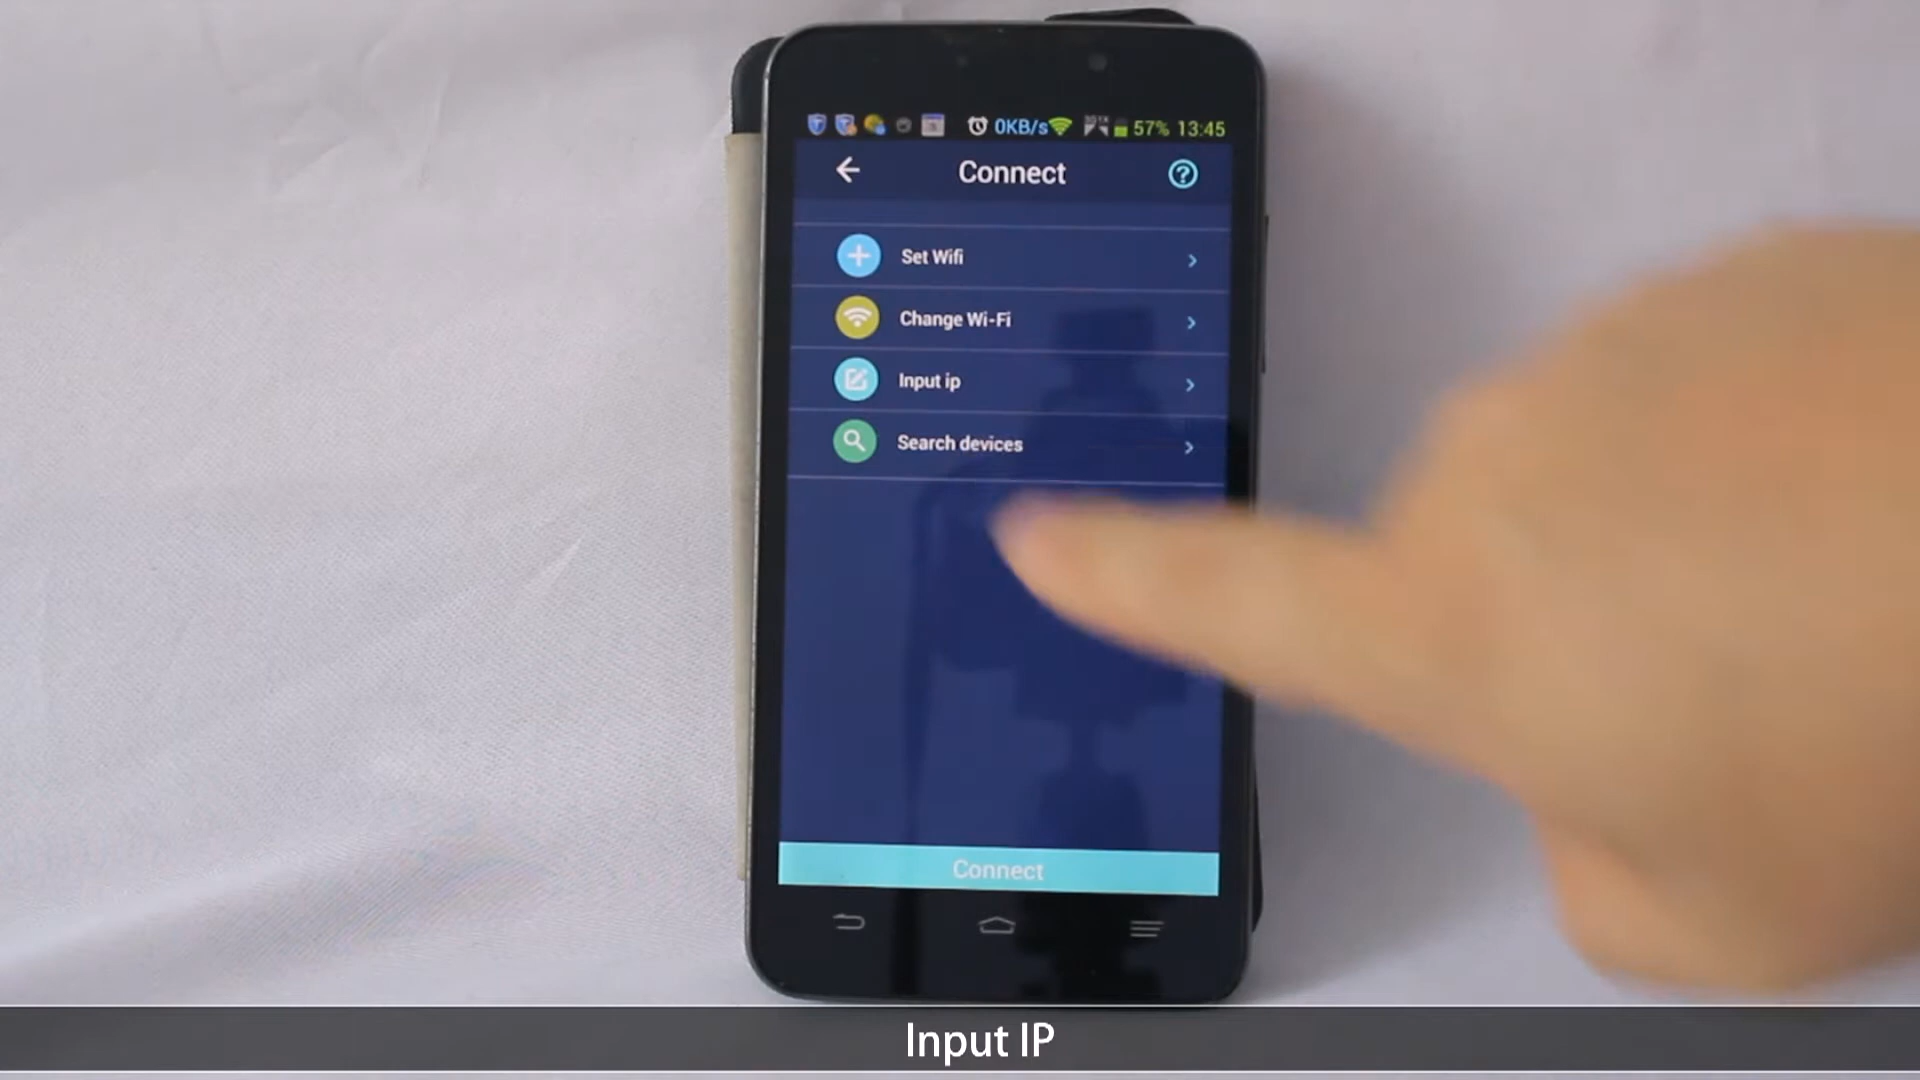 0KB/s 57% 13:45
Connect
Set Wifi
Change Wi-Fi
Input ip
Search devices
Connect
Input IP